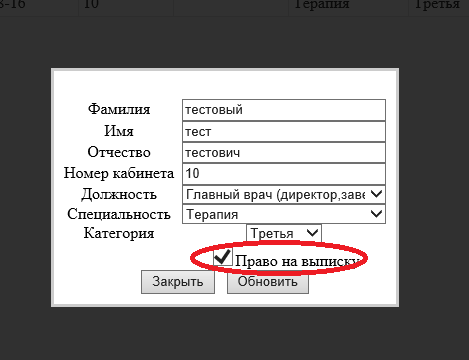 10 Терапия Третья
Фамилия тестовый
Имя тест
Отчество тестович
Номер кабинета 10
Должность Главный врач (директор,заве
Специальность Терапия
Категория Третья
Право на выписку
Закрыть Обновить